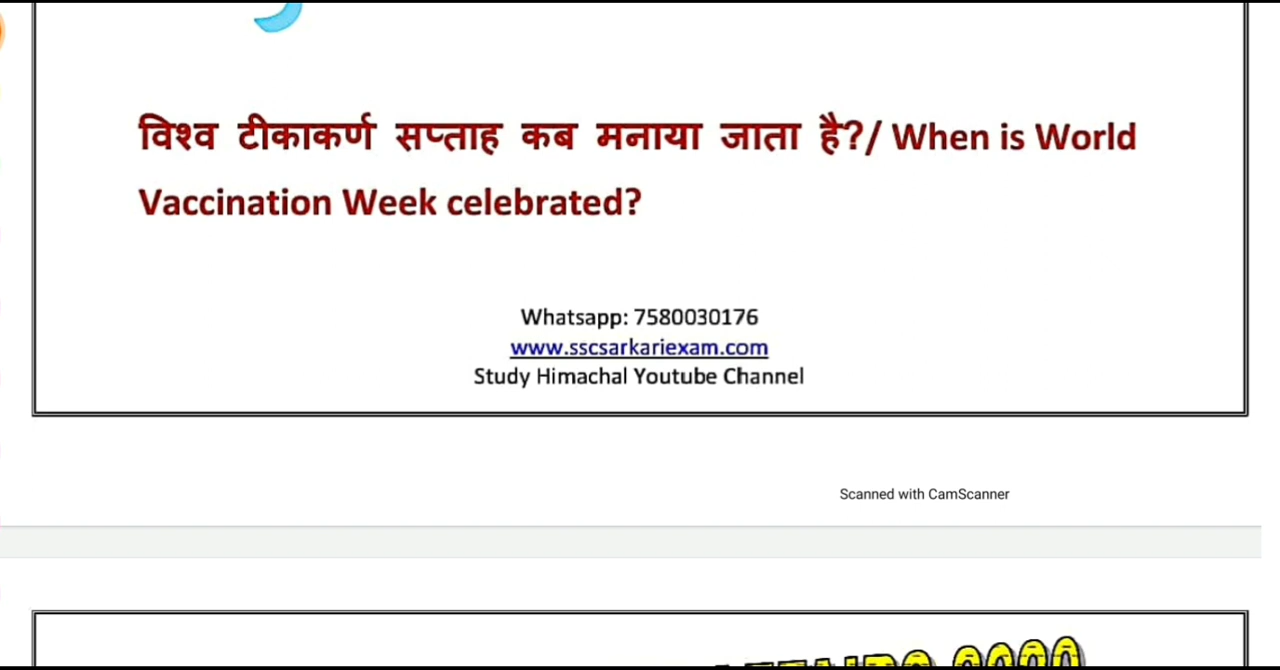 विश्व टीकाकर्ण सप्ताह कब मनाया जाता है?/ When is World
Vaccination Week celebrated?
Whatsapp: 7580030176
www.sscsarkariexam.com
Study Himachal Youtube Channel
Scanned with CamScanner